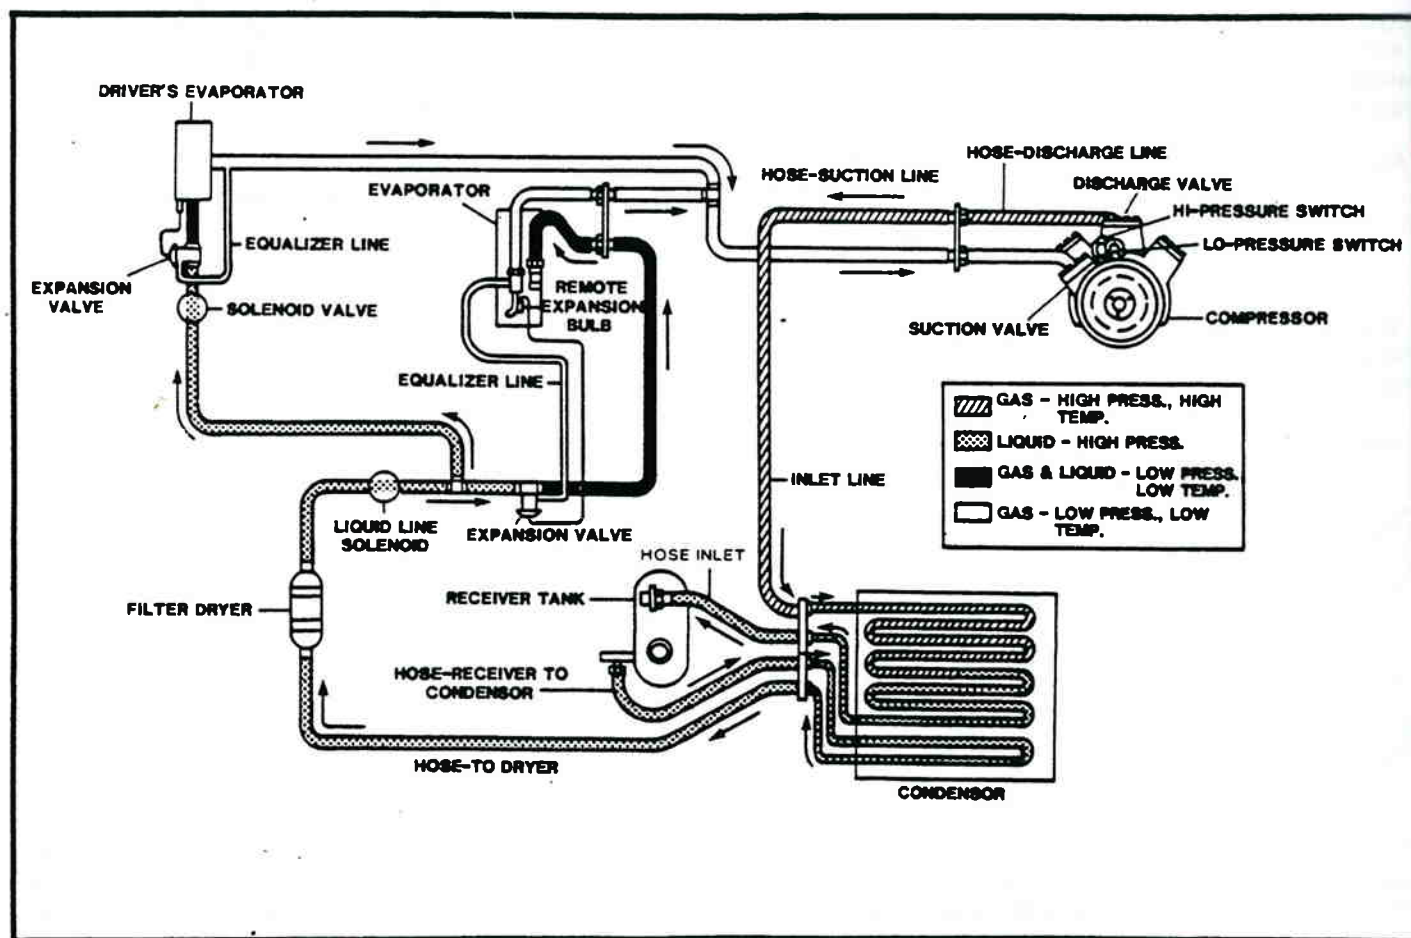 DRIVER'S EVAPORATOR
EVAPORATOR
HOSE-SUCTION LINE
HOSE-DISCHARGE LINE
DISCHARGE VALVE
HI-PRESSURE SWITCH
LO-PRESSURE SWITCH
EQUALIZER LINE
EXPANSION
VALVE
SOLENOID VALVE
REMOTE
EXPANSION
BULB
SUCTION VALVE
COMPRESSOR
EQUALIZER LINE
GAS - HIGH PRESS., HIGH
TEMP.
LIQUID - HIGH PRESS.
GAS & LIQUID - LOW PRESS.
LOW TEMP.
GAS - LOW PRESS., LOW
TEMP.
INLET LINE
LIQUID LINE
SOLENOID
EXPANSION VALVE
HOSE INLET
FILTER DRYER
RECEIVER TANK
HOSE-RECEIVER TO
CONDENSOR
HOSE-TO DRYER
CONDENSOR